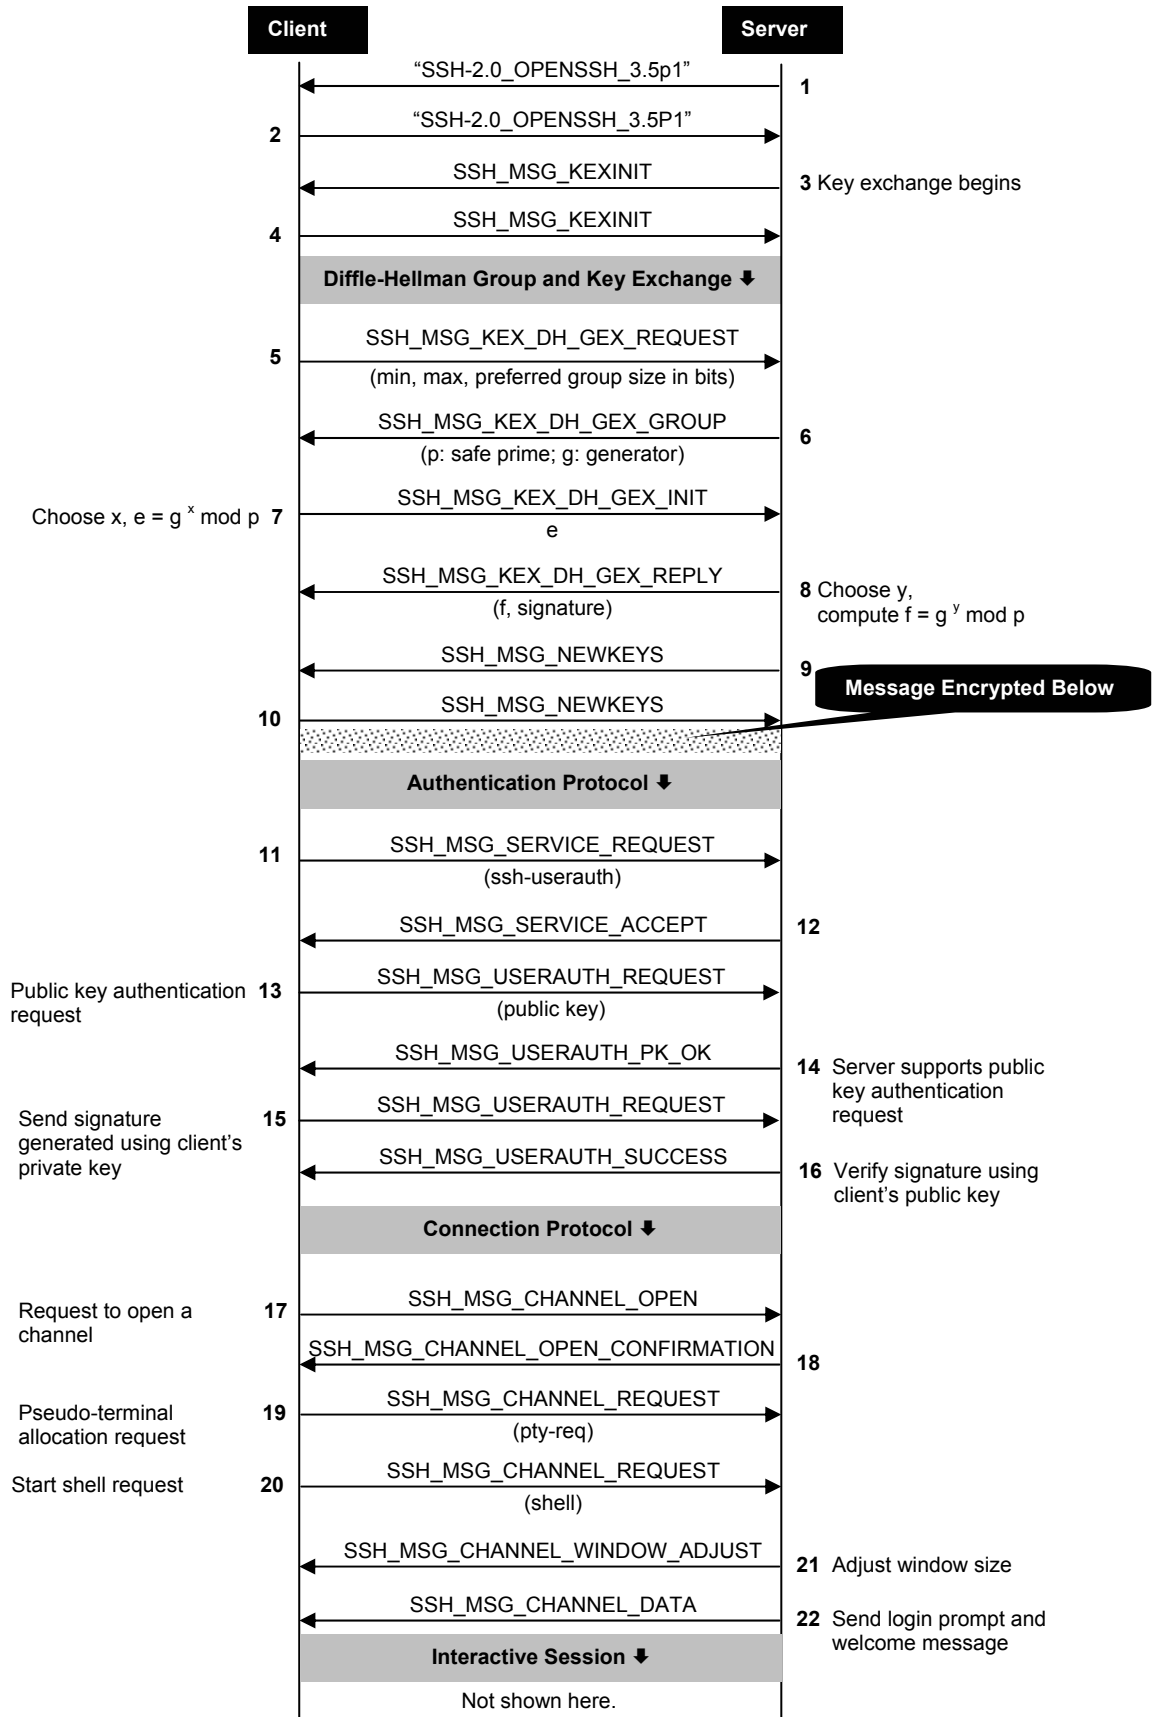 Client
Server
“SSH-2.0_OPENSSH_3.5p1”
1
“SSH-2.0_OPENSSH_3.5P1”
2
SSH_MSG_KEXINIT
3 Key exchange begins
SSH_MSG_KEXINIT
4
Diffle-Hellman Group and Key Exchange ⬇
SSH_MSG_KEX_DH_GEX_REQUEST
5
(min, max, preferred group size in bits)
SSH_MSG_KEX_DH_GEX_GROUP
6
(p: safe prime; g: generator)
SSH_MSG_KEX_DH_GEX_INIT
Choose x, e = g ˣ mod p 7
e
SSH_MSG_KEX_DH_GEX_REPLY
8 Choose y,
(f, signature)
compute f = g ʸ mod p
SSH_MSG_NEWKEYS
9
Message Encrypted Below
SSH_MSG_NEWKEYS
10
Authentication Protocol ⬇
SSH_MSG_SERVICE_REQUEST
11
(ssh-userauth)
SSH_MSG_SERVICE_ACCEPT
12
SSH_MSG_USERAUTH_REQUEST
Public key authentication 13
request
(public key)
SSH_MSG_USERAUTH_PK_OK
14 Server supports public
key authentication
request
SSH_MSG_USERAUTH_REQUEST
Send signature 15
generated using client’s
private key
SSH_MSG_USERAUTH_SUCCESS
16 Verify signature using
client’s public key
Connection Protocol ⬇
SSH_MSG_CHANNEL_OPEN
Request to open a 17
channel
SSH_MSG_CHANNEL_OPEN_CONFIRMATION
18
SSH_MSG_CHANNEL_REQUEST
Pseudo-terminal 19
allocation request
(pty-req)
SSH_MSG_CHANNEL_REQUEST
Start shell request 20
(shell)
SSH_MSG_CHANNEL_WINDOW_ADJUST
21 Adjust window size
SSH_MSG_CHANNEL_DATA
22 Send login prompt and
welcome message
Interactive Session ⬇
Not shown here.